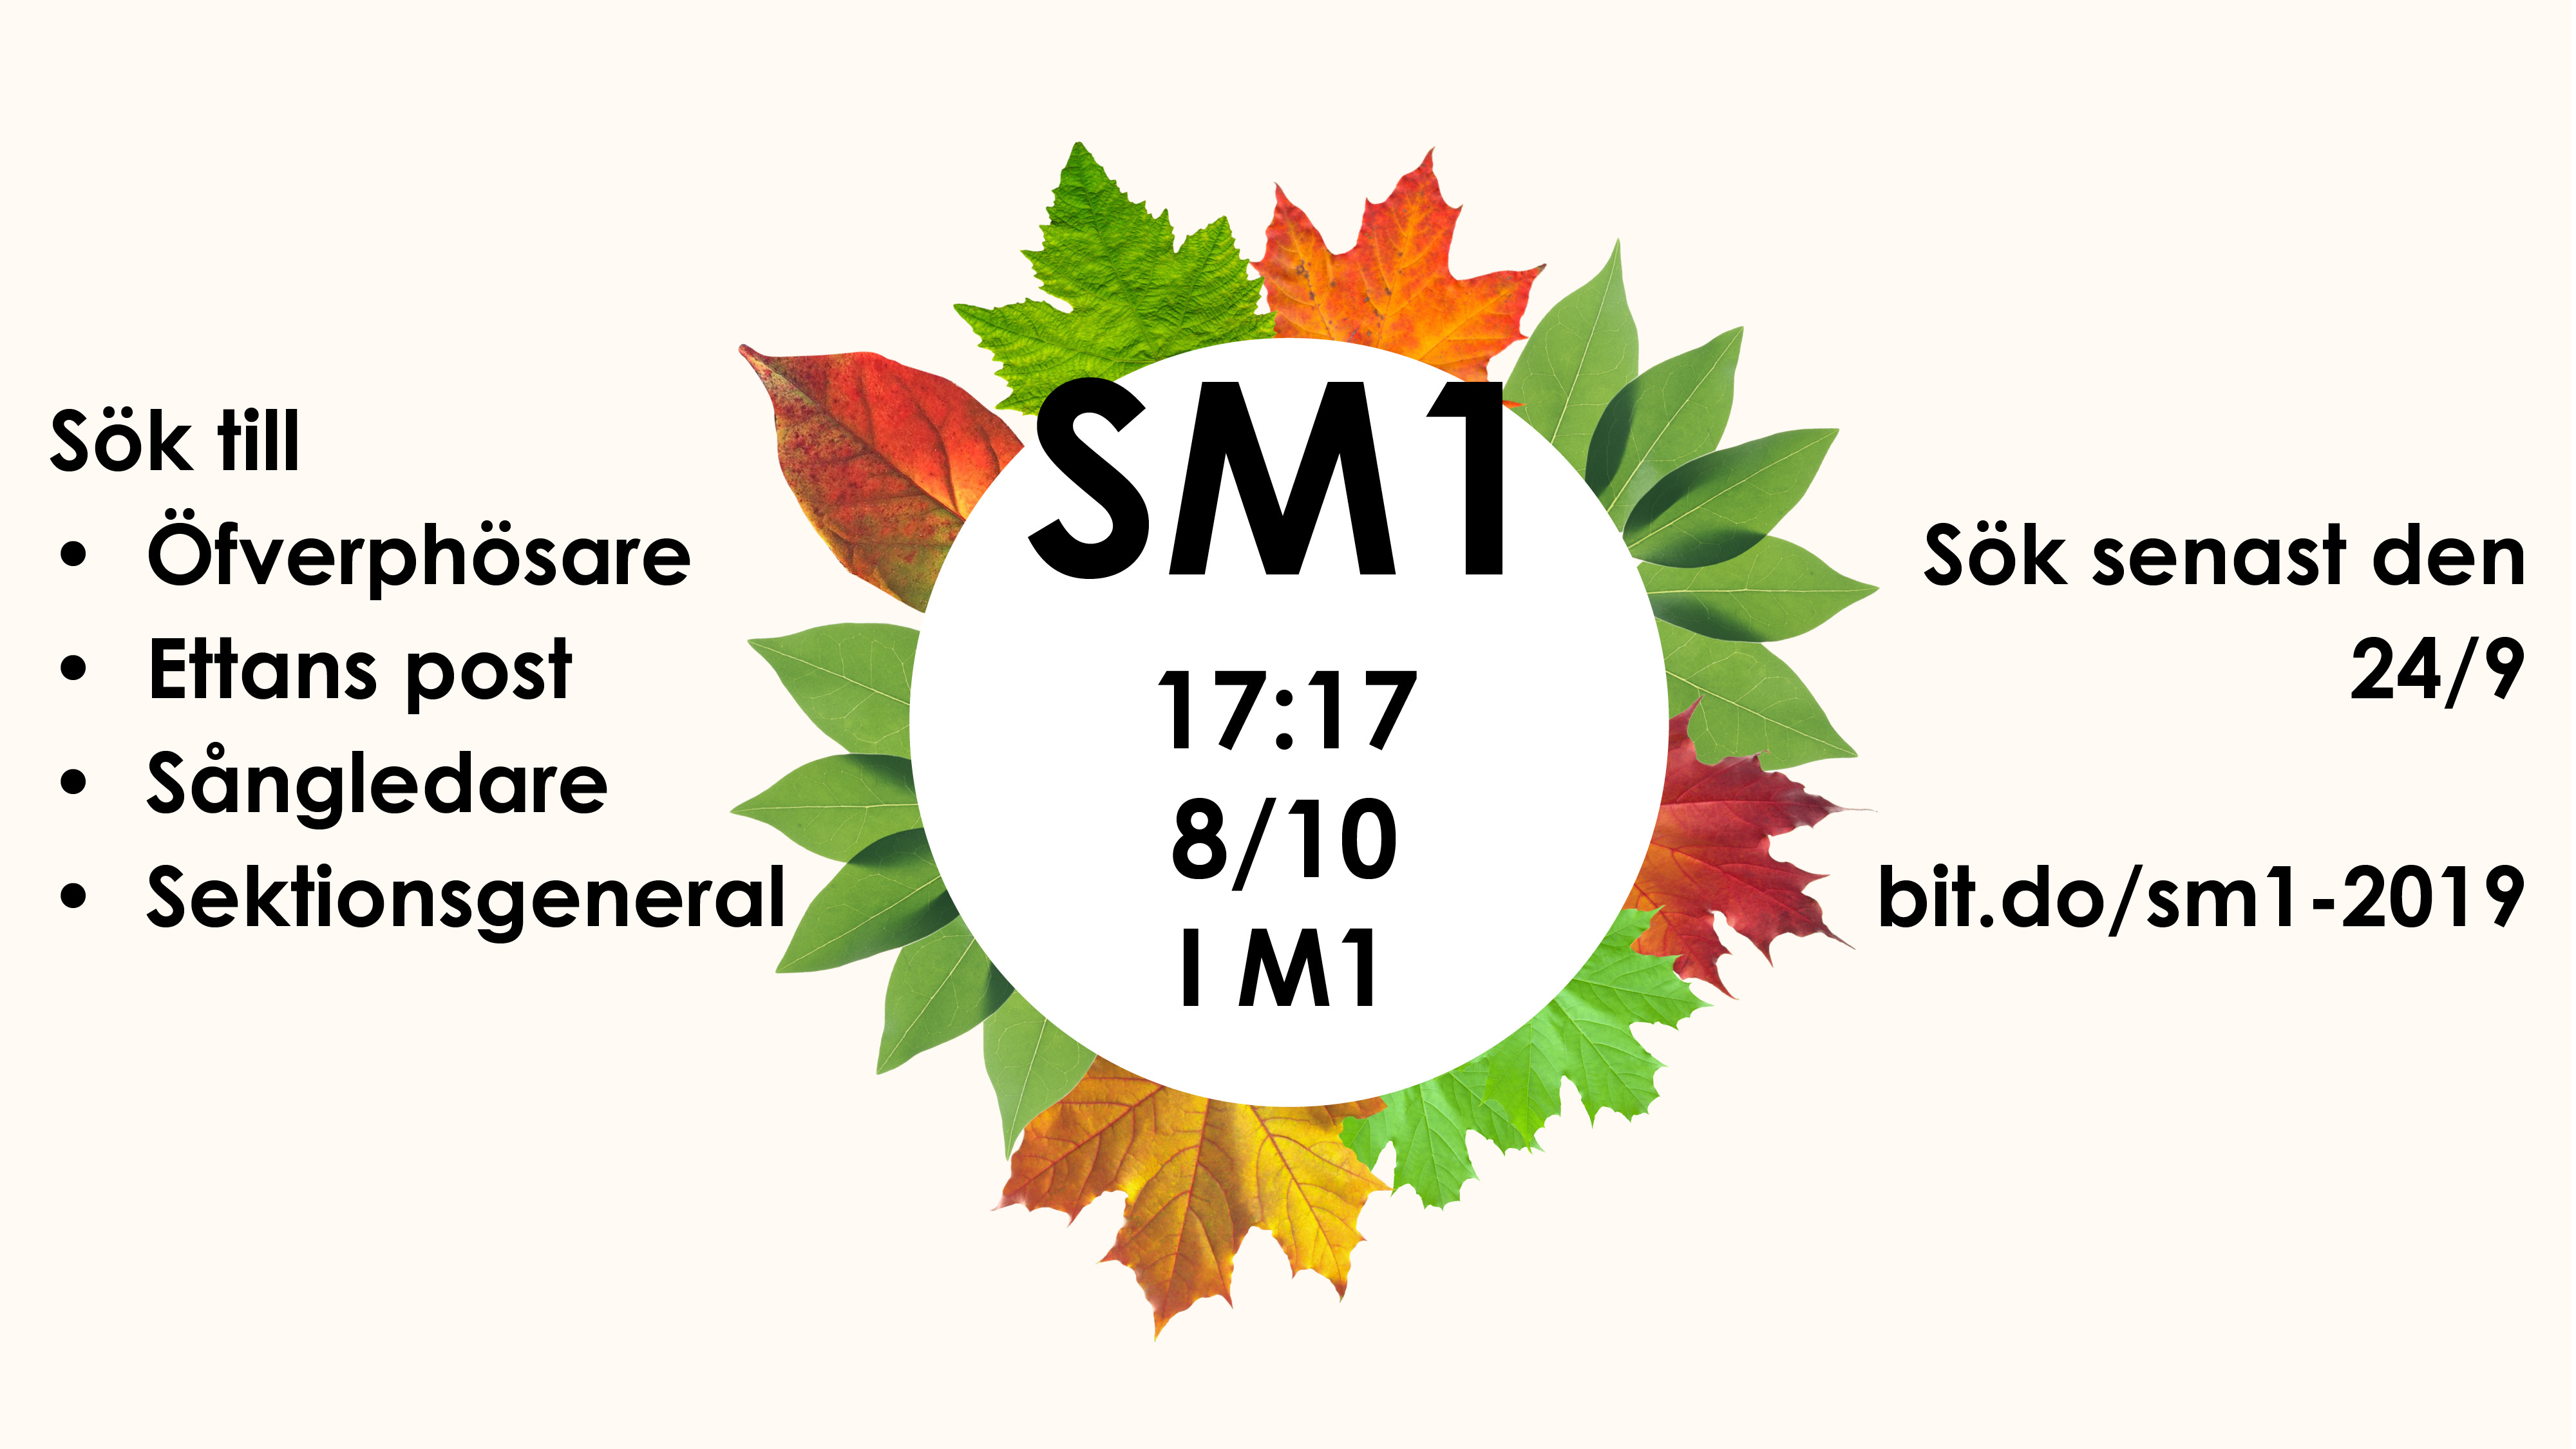 Sök till
• Öfverphösare
• Ettans post
• Sångledare
• Sektionsgeneral
SM1
17:17
8/10
I M1
Sök senast den
24/9
bit.do/sm1-2019